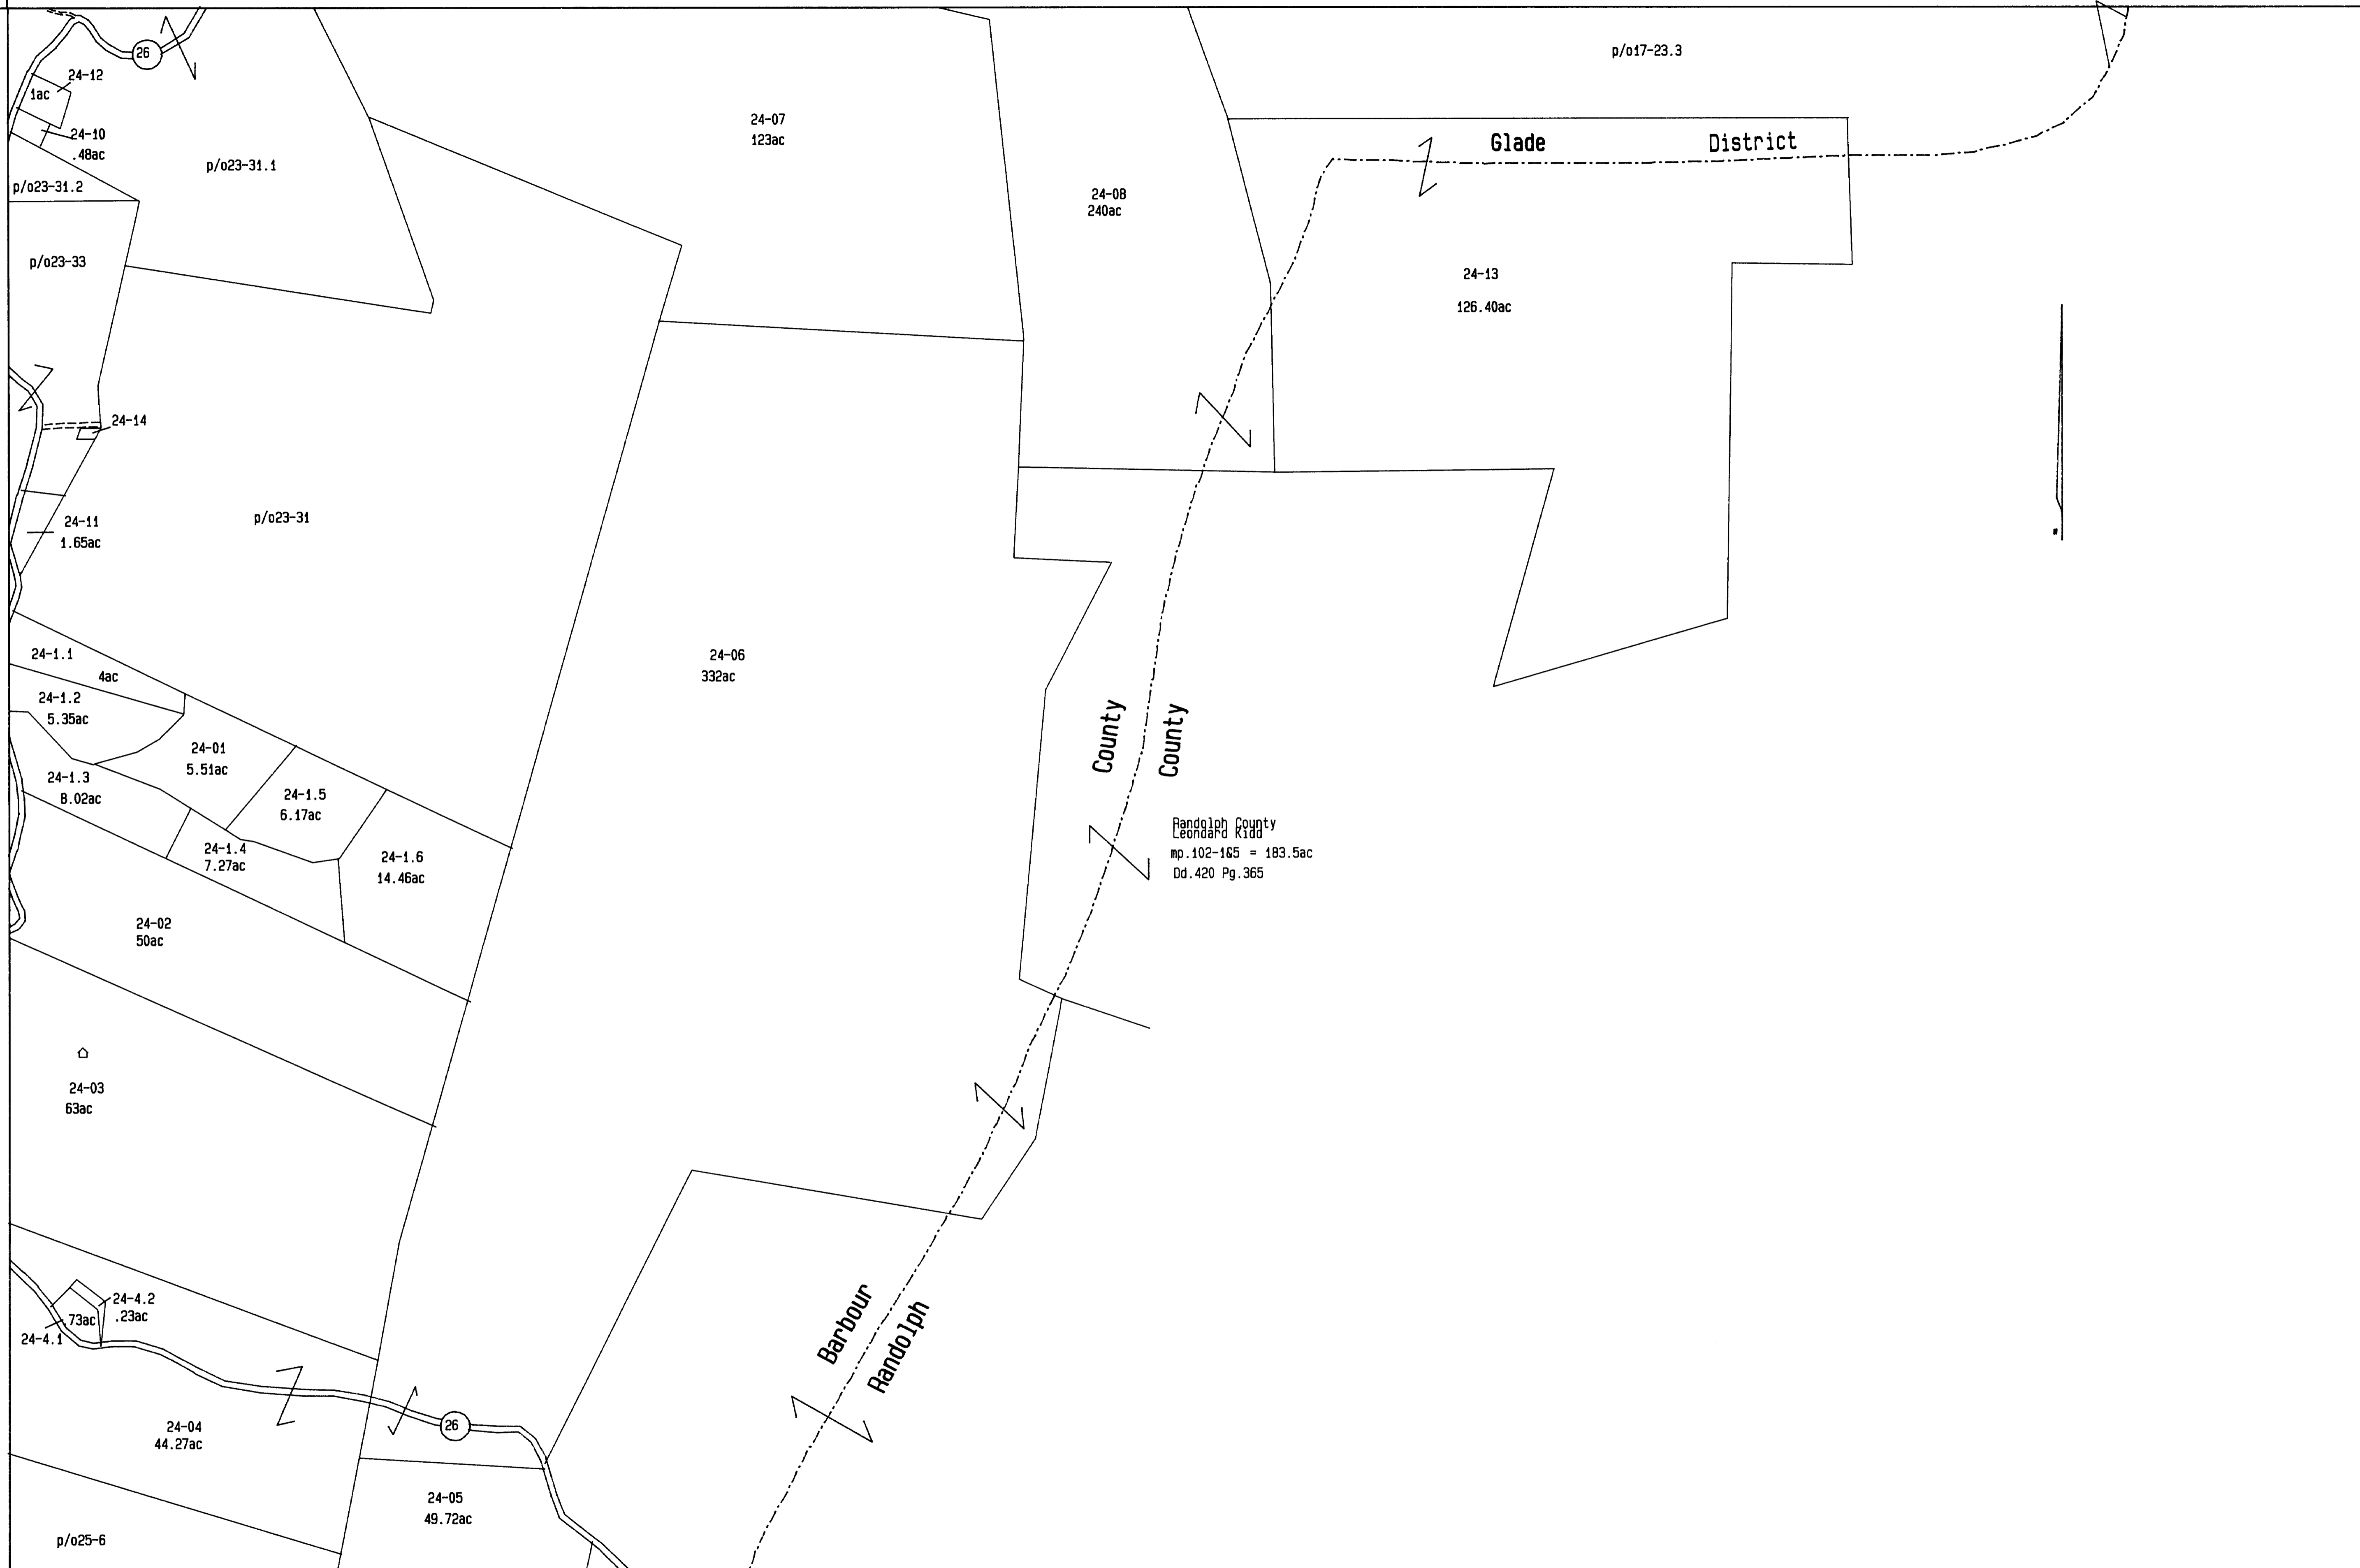 26
p/o17-23.3
24-12
1ac
24-07
123ac
24-10
.48ac
Glade District
p/o23-31.1
p/o23-31.2
24-08
240ac
p/o23-33
24-13
126.40ac
24-14
p/o23-31
24-11
1.65ac
24-1.1
4ac
24-06
332ac
24-1.2
5.35ac
County
County
24-01
5.51ac
24-1.3
8.02ac
24-1.5
6.17ac
Randolph County
Leondard Kidd
mp.102-1&5 = 183.5ac
Dd.420 Pg.365
24-1.4
7.27ac
24-1.6
14.46ac
24-02
50ac
24-03
63ac
24-4.2
.23ac
.73ac
24-4.1
Barbour
Randolph
24-04
44.27ac
26
24-05
49.72ac
p/o25-6